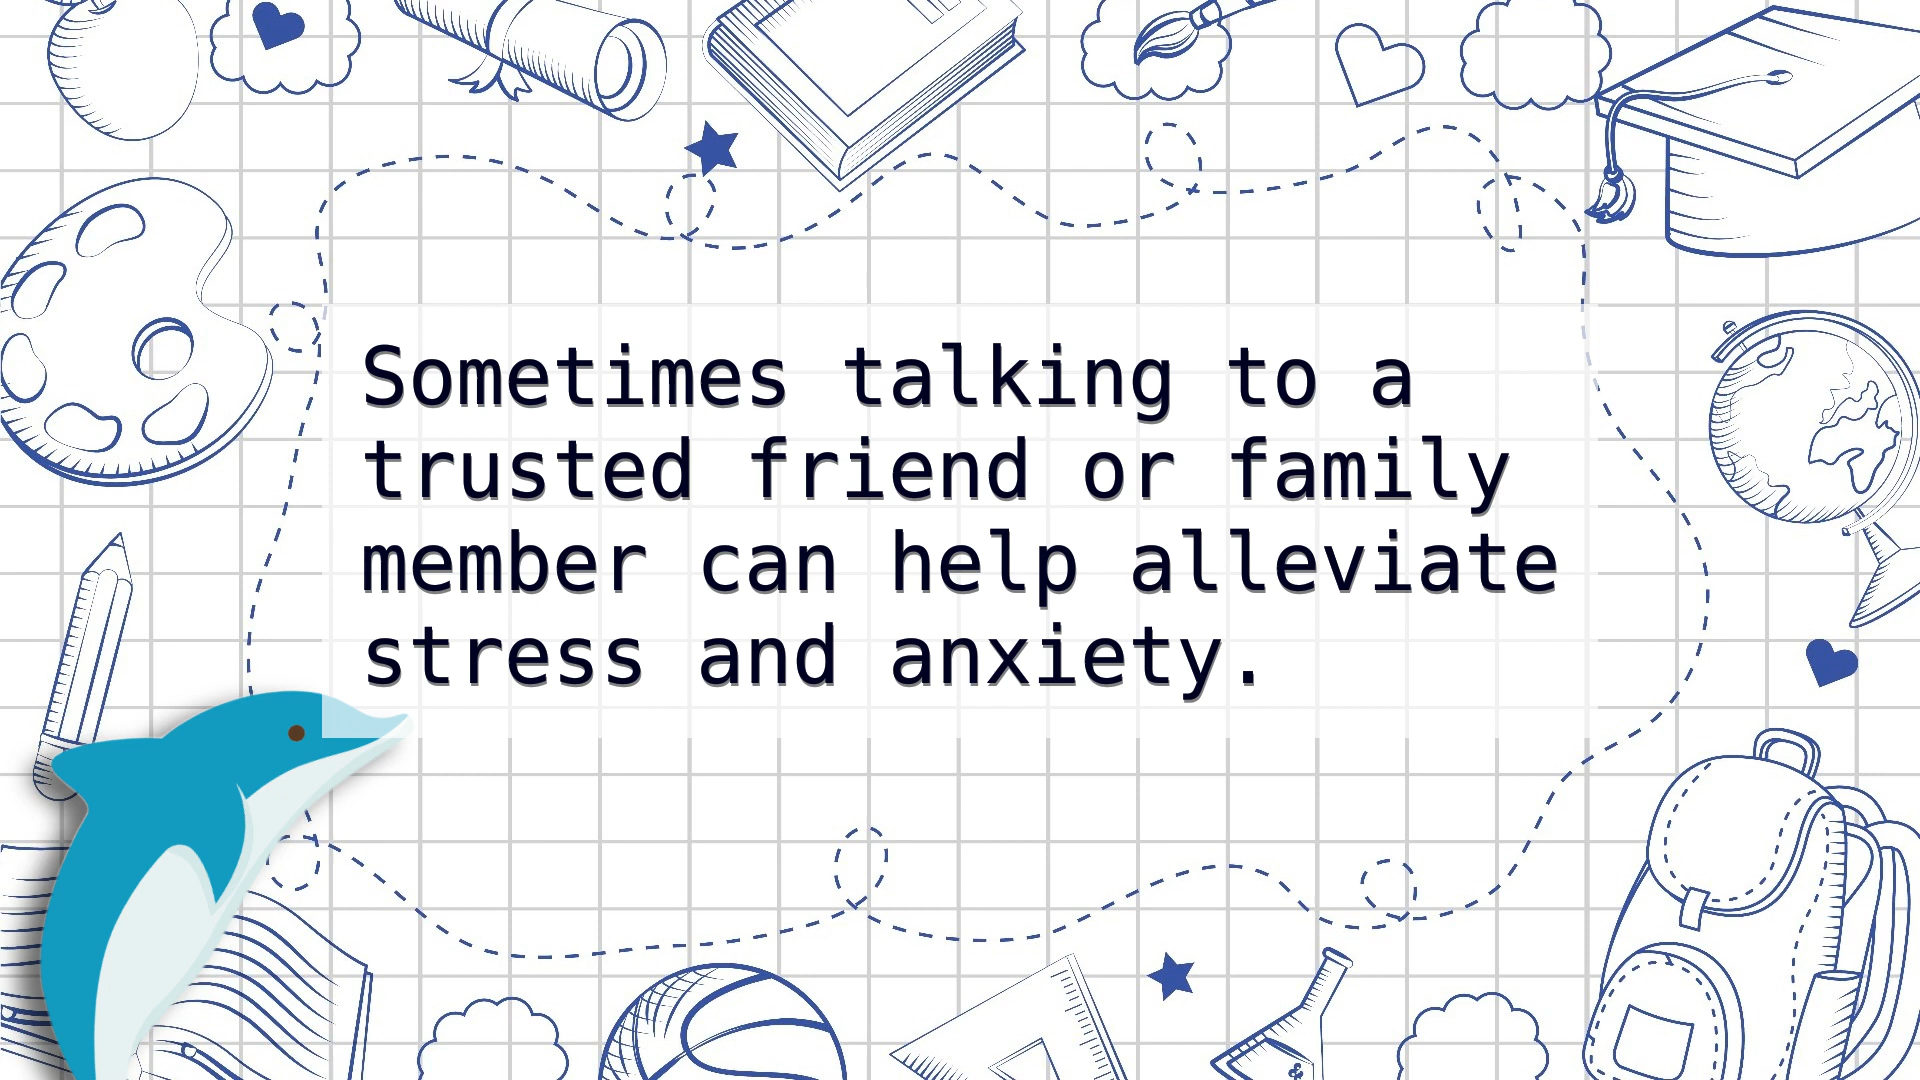 Sometimes talking to a
trusted friend or family
member can help alleviate
stress and anxiety.